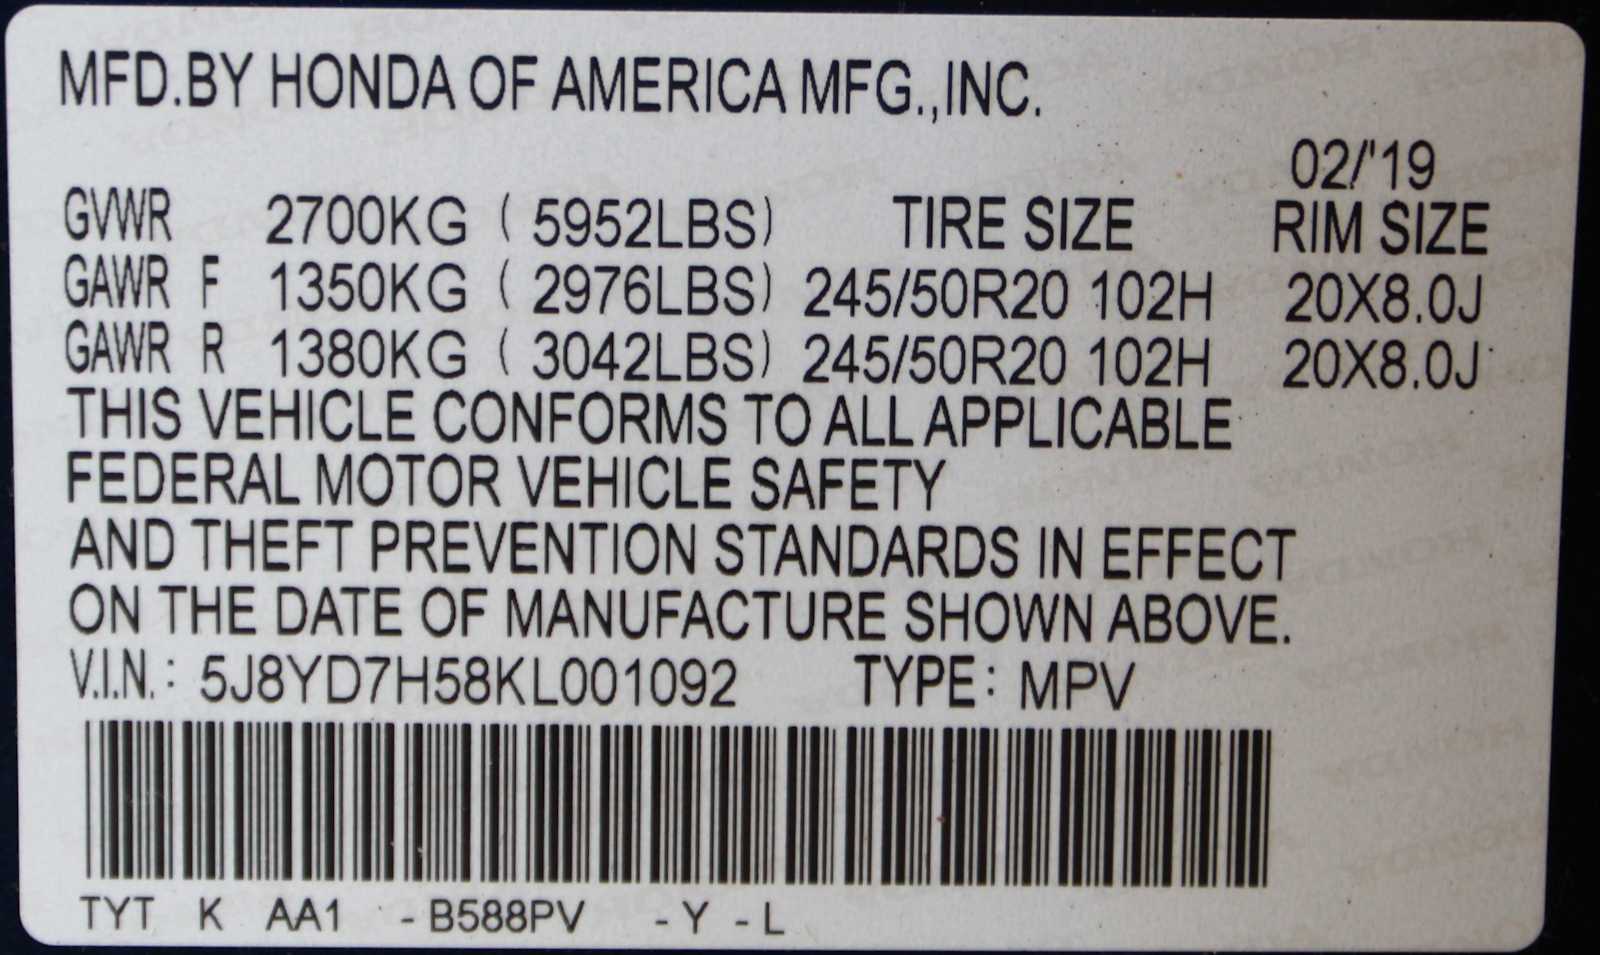 MFD.BY HONDA OF AMERICA MFG.,INC.
02/'19
GVWR 2700KG ( 5952LBS) TIRE SIZE RIM SIZE
GAWR F 1350KG ( 2976LBS) 245/50R20 102H 20X8.0J
GAWR R 1380KG ( 3042LBS) 245/50R20 102H 20X8.0J
THIS VEHICLE CONFORMS TO ALL APPLICABLE
FEDERAL MOTOR VEHICLE SAFETY
AND THEFT PREVENTION STANDARDS IN EFFECT
ON THE DATE OF MANUFACTURE SHOWN ABOVE.
V.I.N.: 5J8YD7H58KL001092 TYPE: MPV
TYT K AA1 -B588PV -Y -L